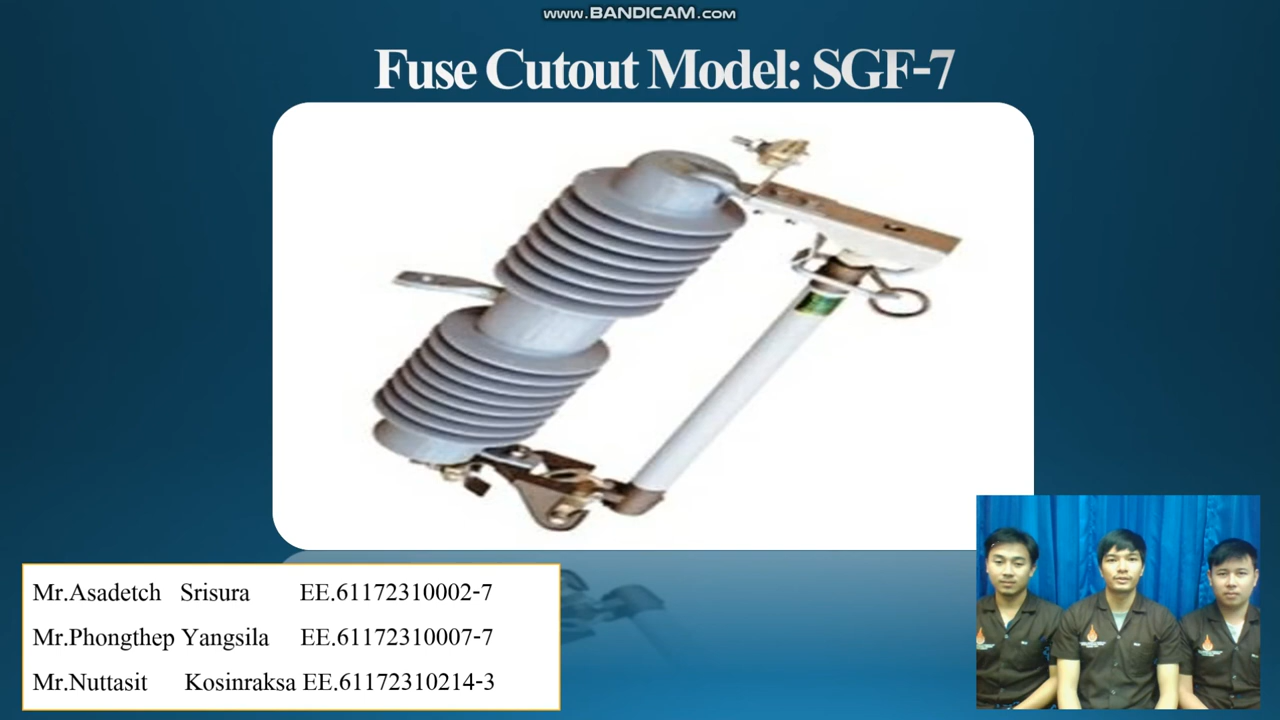 www.BANDICAM.com
Fuse Cutout Model: SGF-7
Mr.Asadetch Srisura EE.61172310002-7
Mr.Phongthep Yangsila EE.61172310007-7
Mr.Nuttasit Kosinraksa EE.61172310214-3